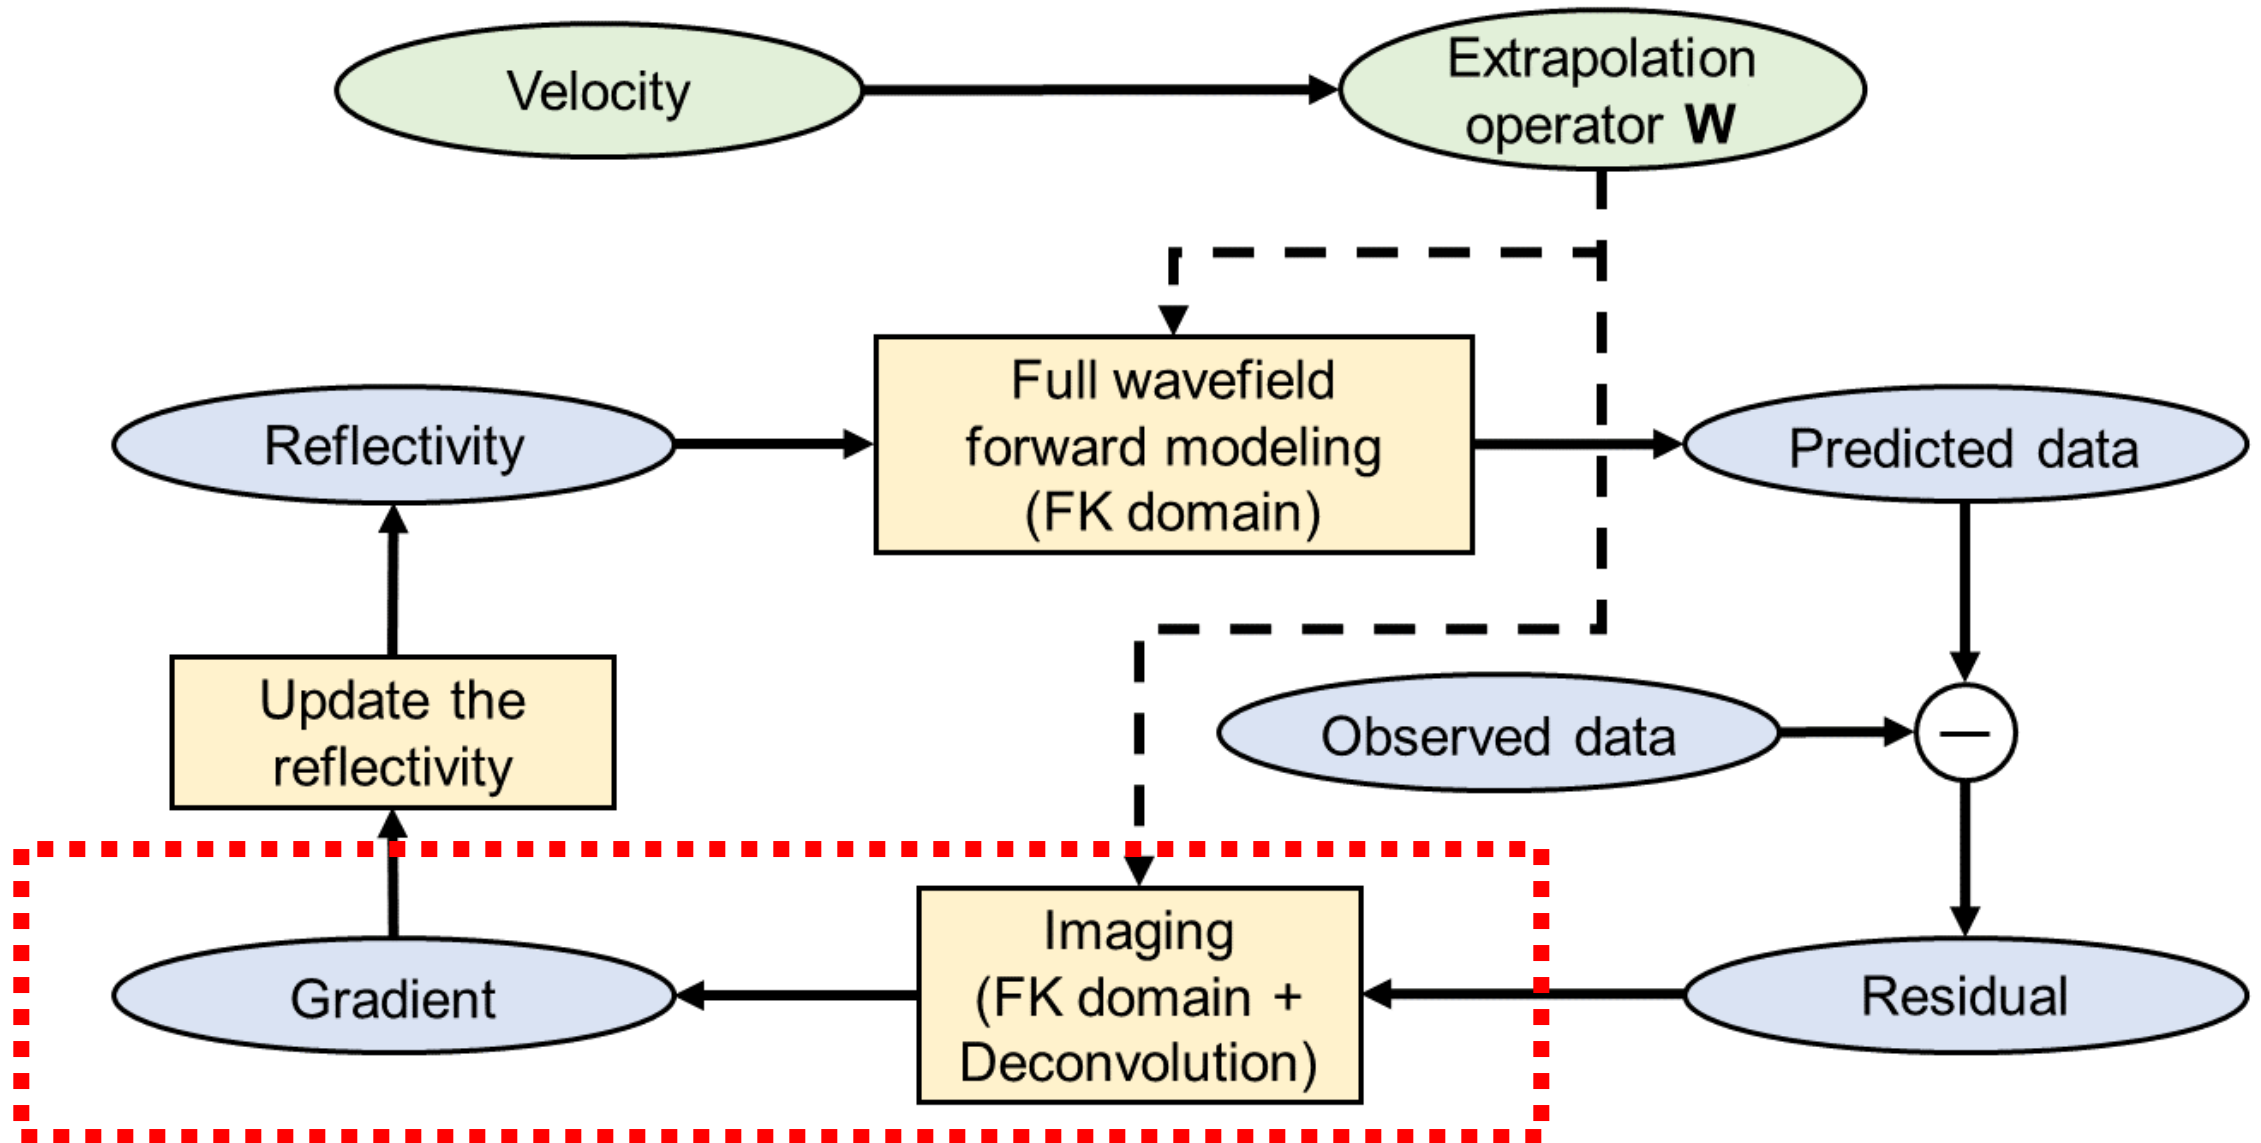 Velocity
Extrapolation
operator W
Full wavefield
forward modeling
(FK domain)
Reflectivity
Predicted data
Update the
reflectivity
Observed data
—
Imaging
(FK domain +
Deconvolution)
Gradient
Residual